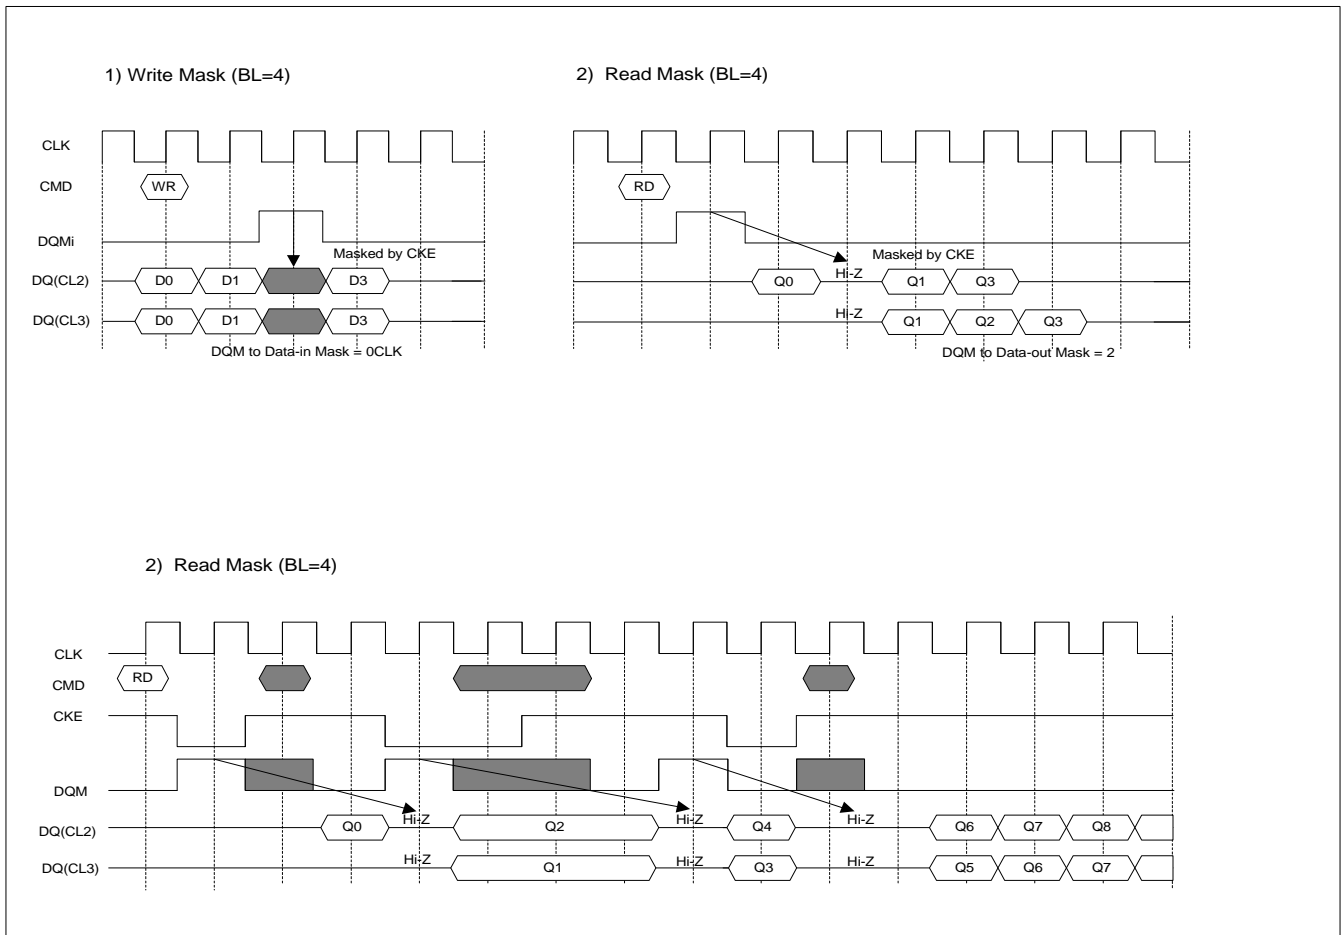 1) Write Mask (BL=4)
CLK
CMD
WR
DQMi
Masked by CKE
DQ(CL2)
D0 D1 D3
DQ(CL3)
D0 D1 D3
DQM to Data-in Mask = 0CLK
2) Read Mask (BL=4)
RD
Masked by CKE
Hi-Z
Q0 Q1 Q3
Hi-Z
Q1 Q2 Q3
DQM to Data-out Mask = 2
2) Read Mask (BL=4)
CLK
CMD
RD
CKE
DQM
DQ(CL2)
Q0 Hi-Z Q2 Hi-Z Q4 Hi-Z Q6 Q7 Q8
DQ(CL3)
Hi-Z Q1 Hi-Z Q3 Hi-Z Q5 Q6 Q7